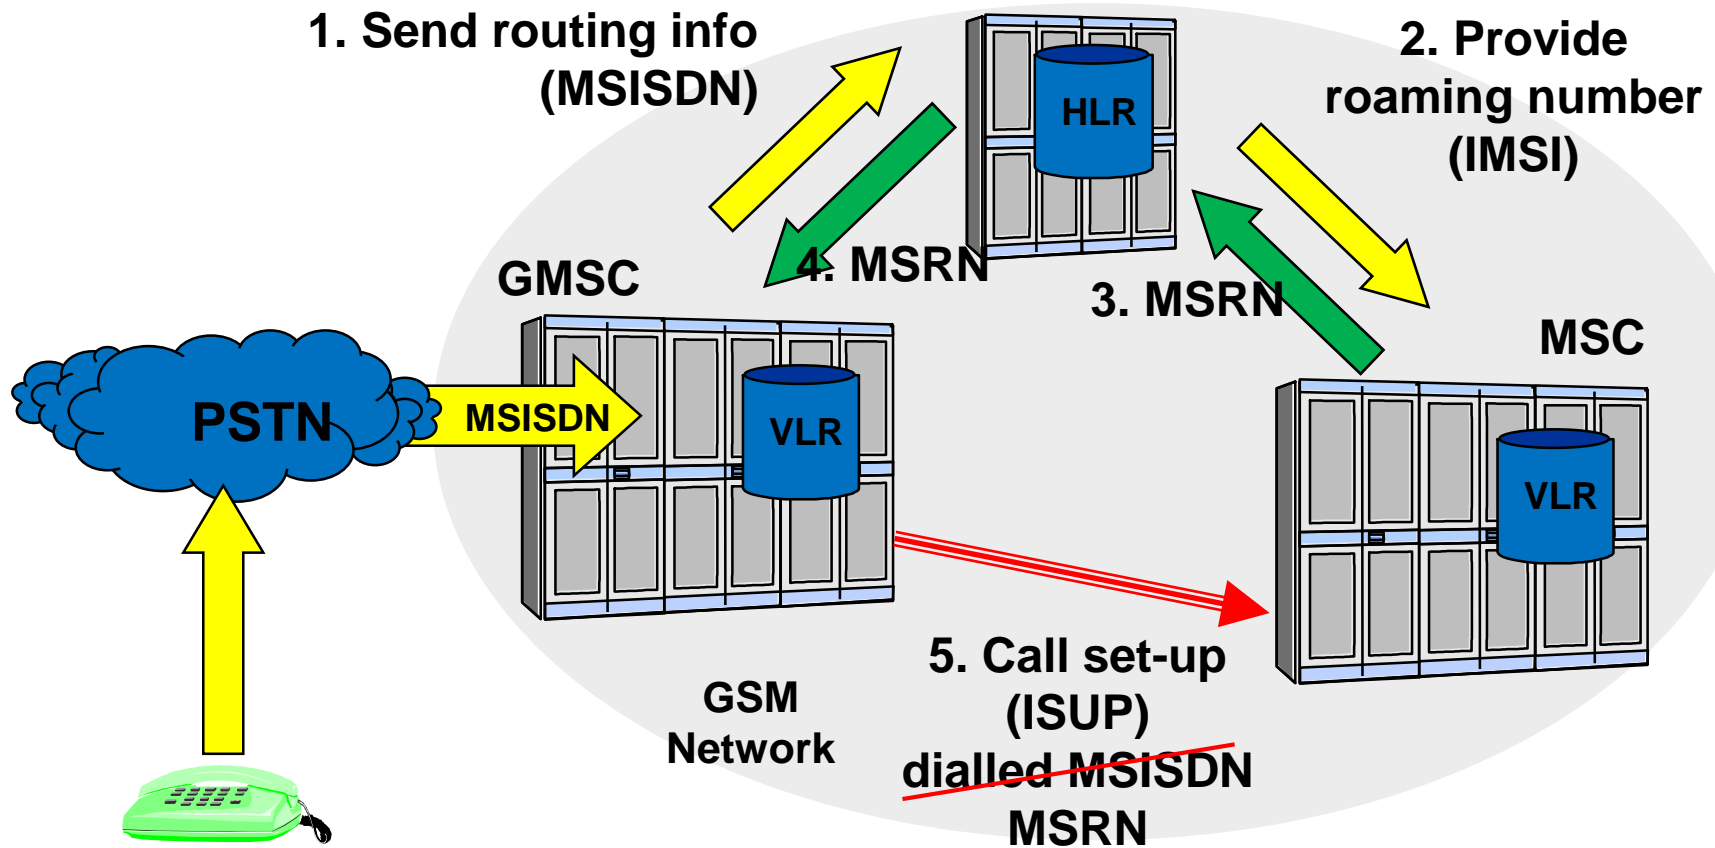 1. Send routing info
(MSISDN)
2. Provide
roaming number
(IMSI)
HLR
4. MSRN
3. MSRN
GMSC
MSC
PSTN
MSISDN
VLR
VLR
5. Call set-up
(ISUP)
dialled MSISDN
MSRN
GSM
Network